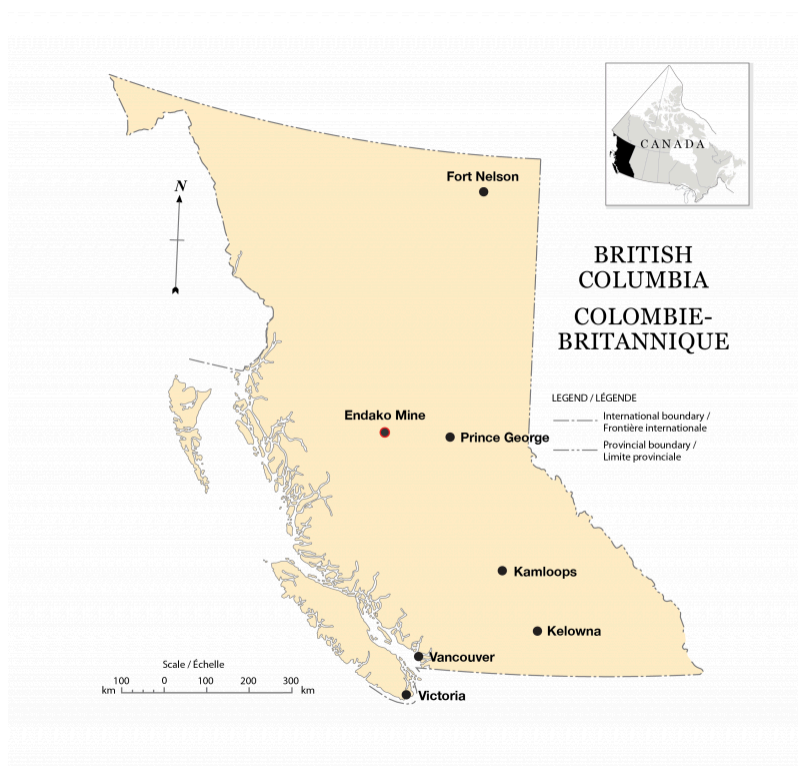 CANADA
Fort Nelson
N
BRITISH
COLUMBIA
COLOMBIE-
BRITANNIQUE
LEGEND / LÉGENDE
International boundary /
Frontière internationale
Provincial boundary /
Limite provinciale
Endako Mine
Prince George
Kamloops
Kelowna
Vancouver
Victoria
Scale / Échelle
100 0 100 200 300
km km